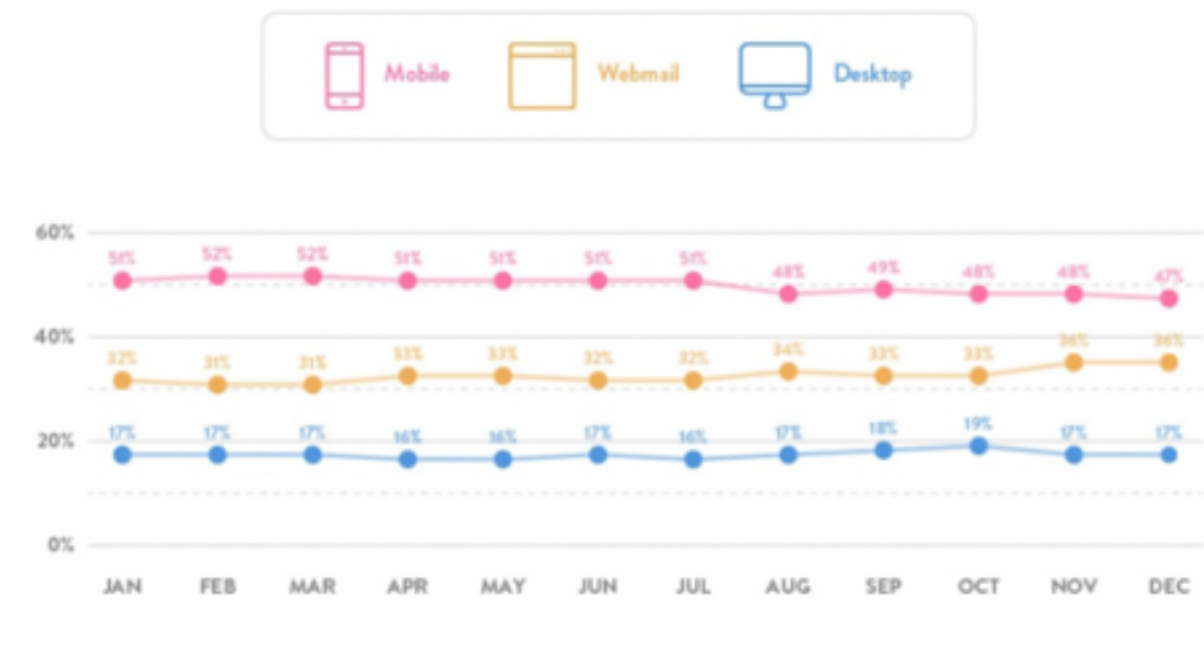 Mobile Webmail Desktop
60%
51% 52% 52% 51% 51% 51% 51% 48% 49% 48% 48% 47%
40%
32% 31% 31% 33% 33% 32% 32% 34% 33% 33% 36% 36%
20%
17% 17% 17% 16% 16% 17% 16% 17% 18% 19% 17% 17%
0%
JAN FEB MAR APR MAY JUN JUL AUG SEP OCT NOV DEC